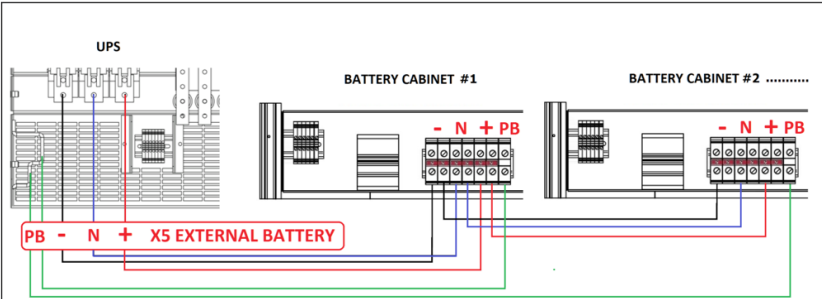 UPS
BATTERY CABINET #1
BATTERY CABINET #2 ...........
- N + PB
- N + PB
PB - N + X5 EXTERNAL BATTERY